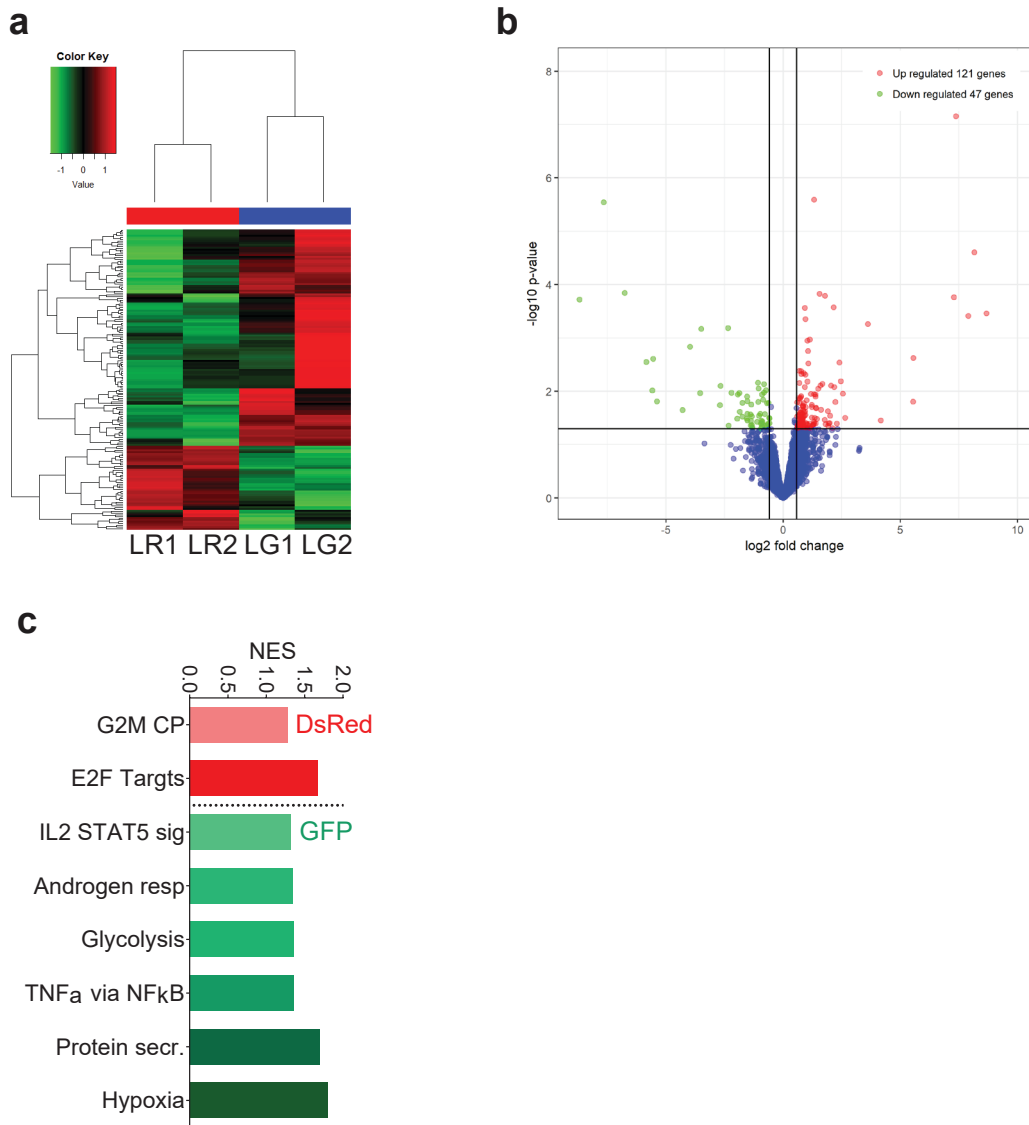 a
Color Key
-1 0 1
Value
LR1 LR2 LG1 LG2
b
8
6
4
2
0
-log10 p-value
Up regulated 121 genes
Down regulated 47 genes
-5 0 5 10
log2 fold change
c
NES
0.0 0.5 1.0 1.5 2.0
G2M CP
DsRed
E2F Targts
IL2 STAT5 sig
GFP
Androgen resp
Glycolysis
TNFa via NFkB
Protein secr.
Hypoxia